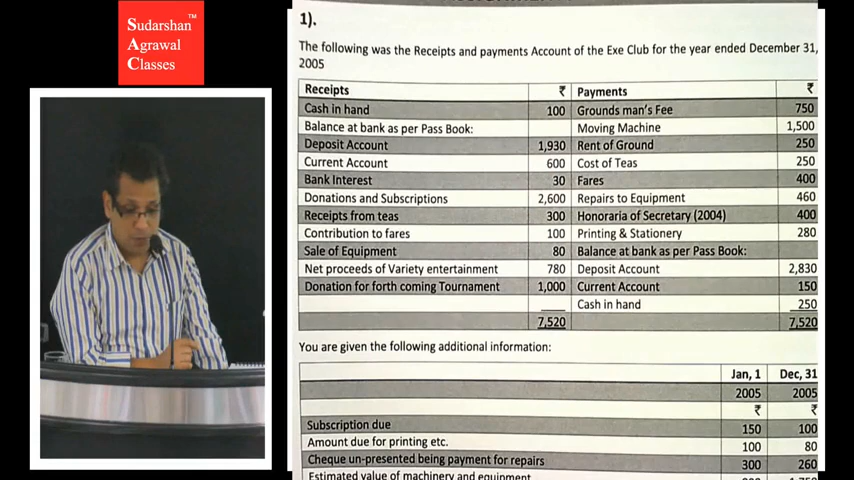 Sudarshan™
Agrawal
Classes
1).
The following was the Receipts and payments Account of the Exe Club for the year ended December 31,
2005
Receipts ₹ Payments ₹
Cash in hand 100 Grounds man's Fee 750
Balance at bank as per Pass Book: Moving Machine 1,500
Deposit Account 1,930 Rent of Ground 250
Current Account 600 Cost of Teas 250
Bank Interest 30 Fares 400
Donations and Subscriptions 2,600 Repairs to Equipment 460
Receipts from teas 300 Honoraria of Secretary (2004) 400
Contribution to fares 100 Printing & Stationery 280
Sale of Equipment 80 Balance at bank as per Pass Book:
Net proceeds of Variety entertainment 780 Deposit Account 2,830
Donation for forth coming Tournament 1,000 Current Account 150
Cash in hand 250
7,520 7,520
You are given the following additional information:
Jan, 1 Dec, 31
2005 2005
₹ ₹
Subscription due 150 100
Amount due for printing etc. 100 80
Cheque un-presented being payment for repairs 300 260
Estimated value of machinery and equipment